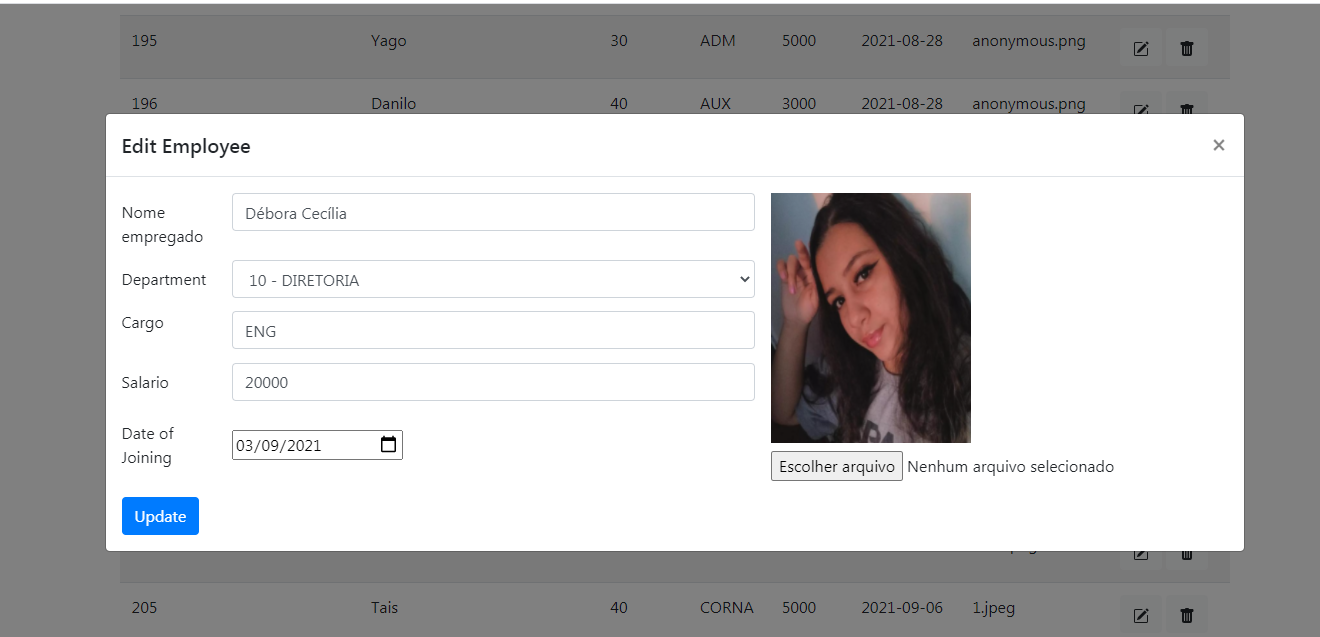 195 Yago 30 ADM 5000 2021-08-28 anonymous.png
196 Danilo 40 AUX 3000 2021-08-28 anonymous.png
Edit Employee ×
Nome
empregado
Débora Cecília
Department 10 - DIRETORIA
Cargo ENG
Salario 20000
Date of
Joining
03/09/2021
Escolher arquivo Nenhum arquivo selecionado
Update
205 Tais 40 CORNA 5000 2021-09-06 1.jpeg